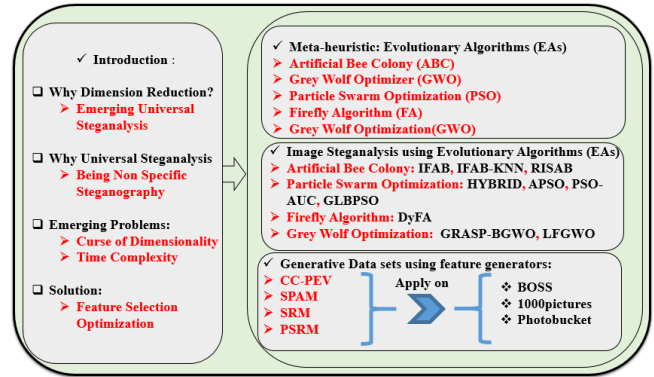 ✓ Introduction :
❑ Why Dimension Reduction?
➢ Emerging Universal
Steganalysis
❑ Why Universal Steganalysis
➢ Being Non Specific
Steganography
❑ Emerging Problems:
➢ Curse of Dimensionality
➢ Time Complexity
❑ Solution:
➢ Feature Selection
Optimization
✓ Meta-heuristic: Evolutionary Algorithms (EAs)
➢ Artificial Bee Colony (ABC)
➢ Grey Wolf Optimizer (GWO)
➢ Particle Swarm Optimization (PSO)
➢ Firefly Algorithm (FA)
➢ Grey Wolf Optimization(GWO)
✓ Image Steganalysis using Evolutionary Algorithms (EAs)
➢ Artificial Bee Colony: IFAB, IFAB-KNN, RISAB
➢ Particle Swarm Optimization: HYBRID, APSO, PSO-
AUC, GLBPSO
➢ Firefly Algorithm: DyFA
➢ Grey Wolf Optimization: GRASP-BGWO, LFGWO
✓ Generative Data sets using feature generators:
➢ CC-PEV
➢ SPAM
➢ SRM
➢ PSRM
Apply on
❖ BOSS
❖ 1000pictures
❖ Photobucket